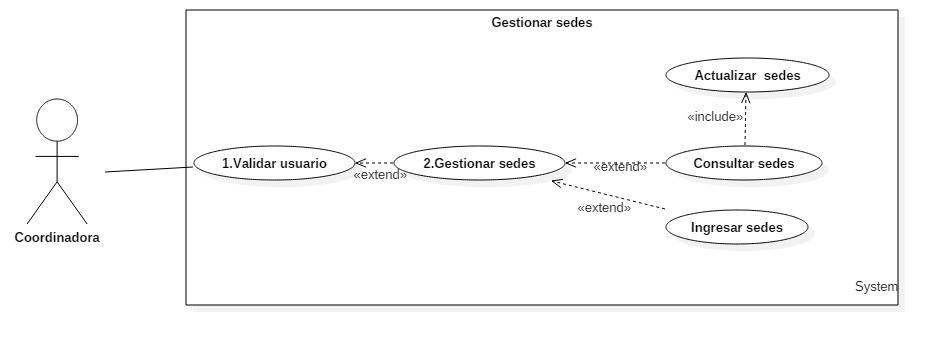 Gestionar sedes
Actualizar  sedes
«include»
1.Validar usuario
2.Gestionar sedes
Consultar sedes
«extend»
«extend»
«extend»
Ingresar sedes
Coordinadora
System